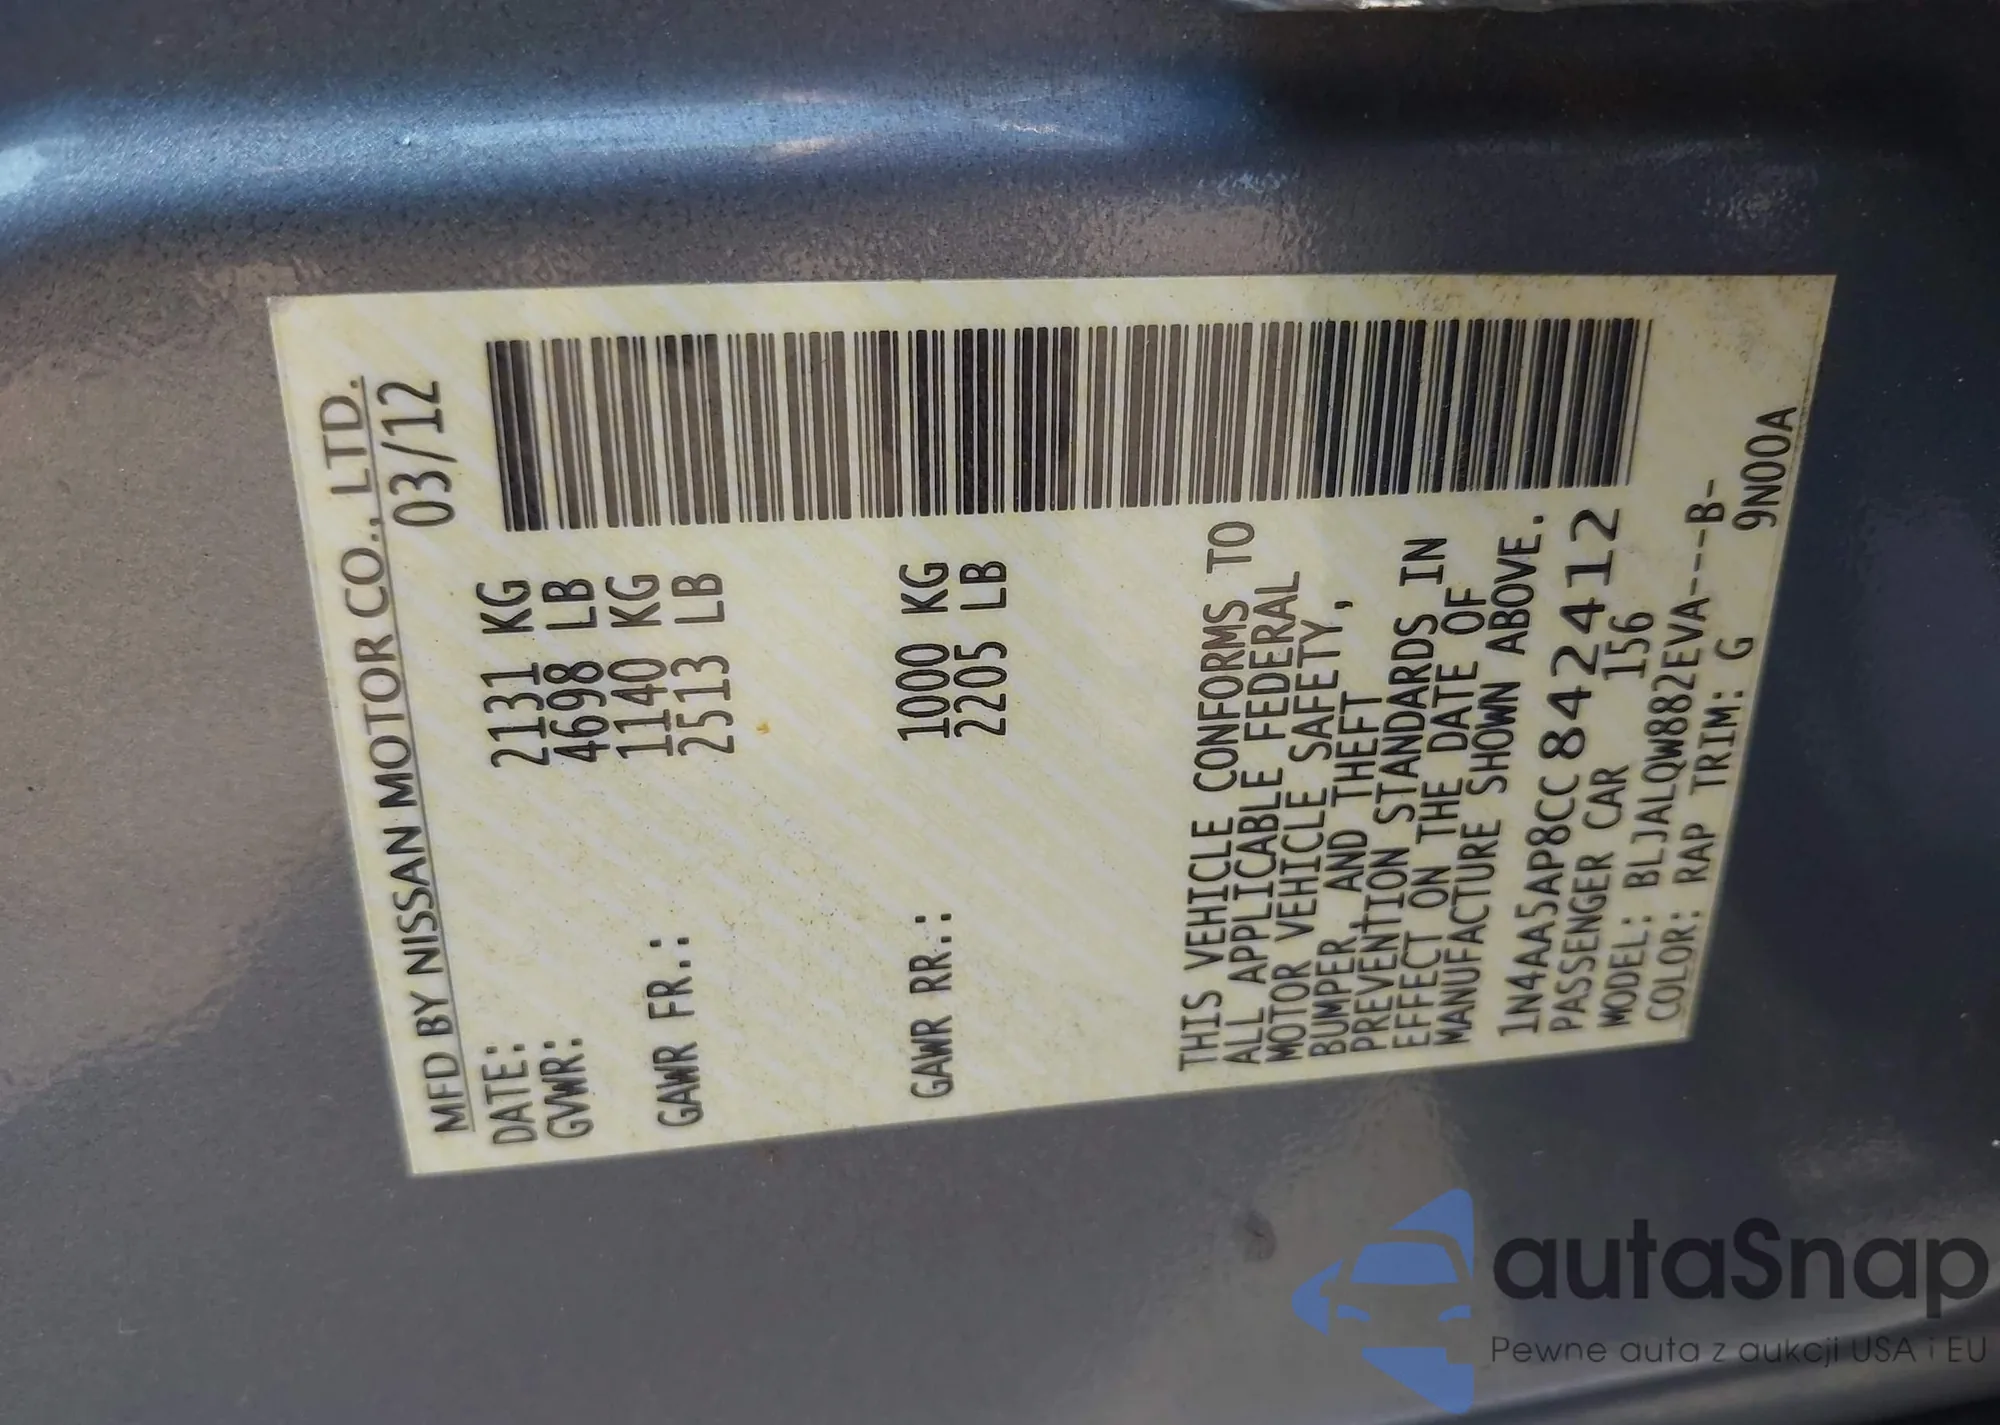 MFD BY NISSAN MOTOR CO., LTD.
03/12
DATE:
GVWR: 2131 KG
4698 LB
GAWR FR.: 1140 KG
2513 LB
GAWR RR.: 1000 KG
2205 LB
THIS VEHICLE CONFORMS TO
ALL APPLICABLE FEDERAL
MOTOR VEHICLE SAFETY,
BUMPER, AND THEFT
PREVENTION STANDARDS IN
EFFECT ON THE DATE OF
MANUFACTURE SHOWN ABOVE.
1N4AA5AP8CC842412
PASSENGER CAR 156
MODEL: BLJALQW882EVA---B-
COLOR: RAP TRIM: G 9N00A
autaSnap
Pewne auta z aukcji USA i EU